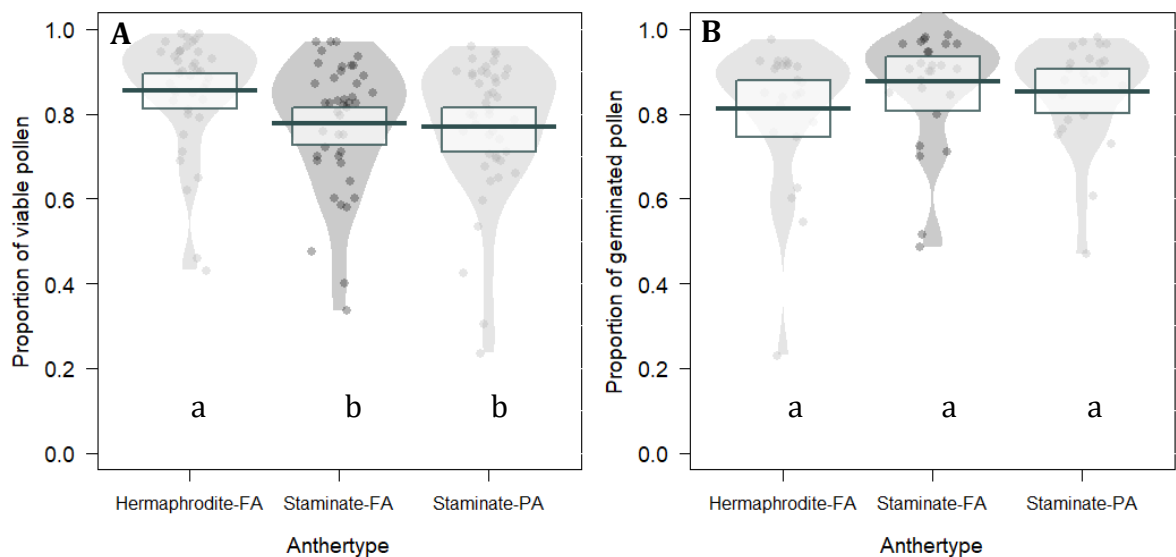 A
Proportion of viable pollen
1.0
0.8
0.6
0.4
0.2
0.0
a b b
Hermaphrodite-FA Staminate-FA Staminate-PA
Anthertype
B
Proportion of germinated pollen
1.0
0.8
0.6
0.4
0.2
0.0
a a a
Hermaphrodite-FA Staminate-FA Staminate-PA
Anthertype